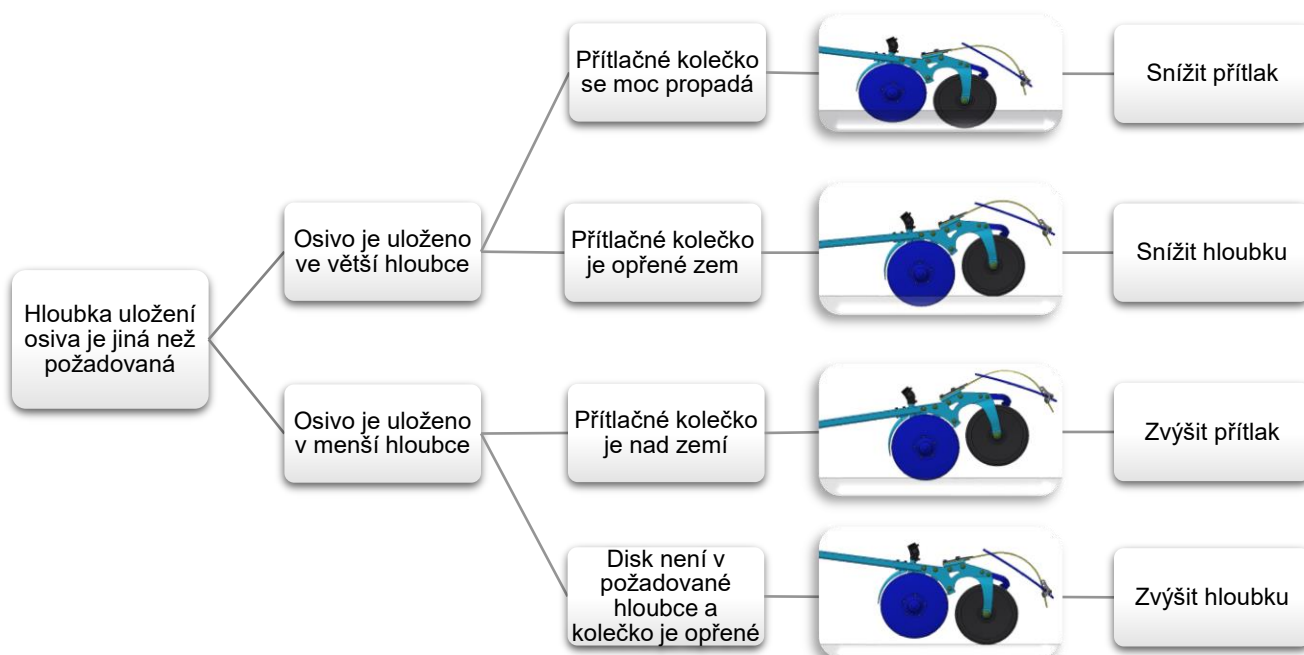 Přítlačné kolečko
se moc propadá
Snížit přítlak
Osivo je uloženo
ve větší hloubce
Přítlačné kolečko
je opřené zem
Snížit hloubku
Hloubka uložení
osiva je jiná než
požadovaná
Osivo je uloženo
v menší hloubce
Přítlačné kolečko
je nad zemí
Zvýšit přítlak
Disk není v
požadované
hloubce a
kolečko je opřené
Zvýšit hloubku